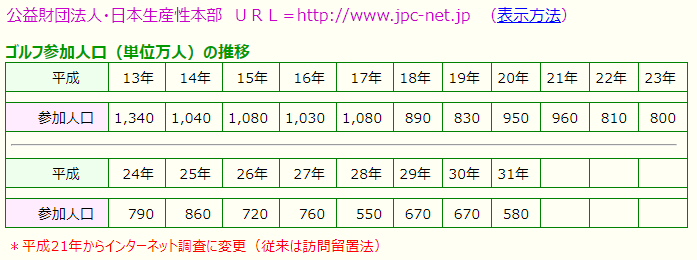 公益財団法人・日本生産性本部　ＵＲＬ＝http://www.jpc-net.jp　（表示方法）
ゴルフ参加人口（単位万人）の推移
平成 13年 14年 15年 16年 17年 18年 19年 20年 21年 22年 23年
参加人口 1,340 1,040 1,080 1,030 1,080 890 830 950 960 810 800
平成 24年 25年 26年 27年 28年 29年 30年 31年
参加人口 790 860 720 760 550 670 670 580
＊平成21年からインターネット調査に変更（従来は訪問留置法）